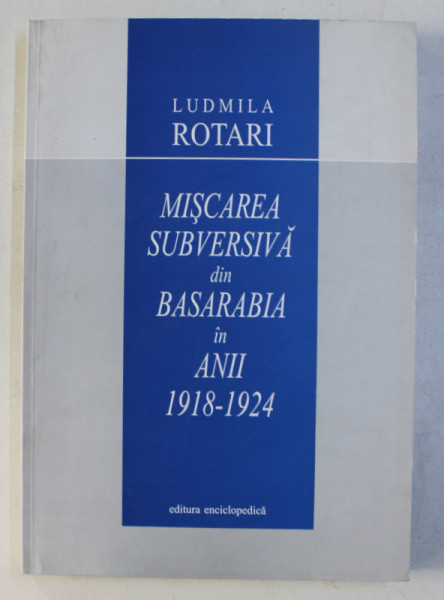 LUDMILA
ROTARI
MIŞCAREA
SUBVERSIVĂ
din
BASARABIA
în
ANII
1918-1924
editura enciclopedică